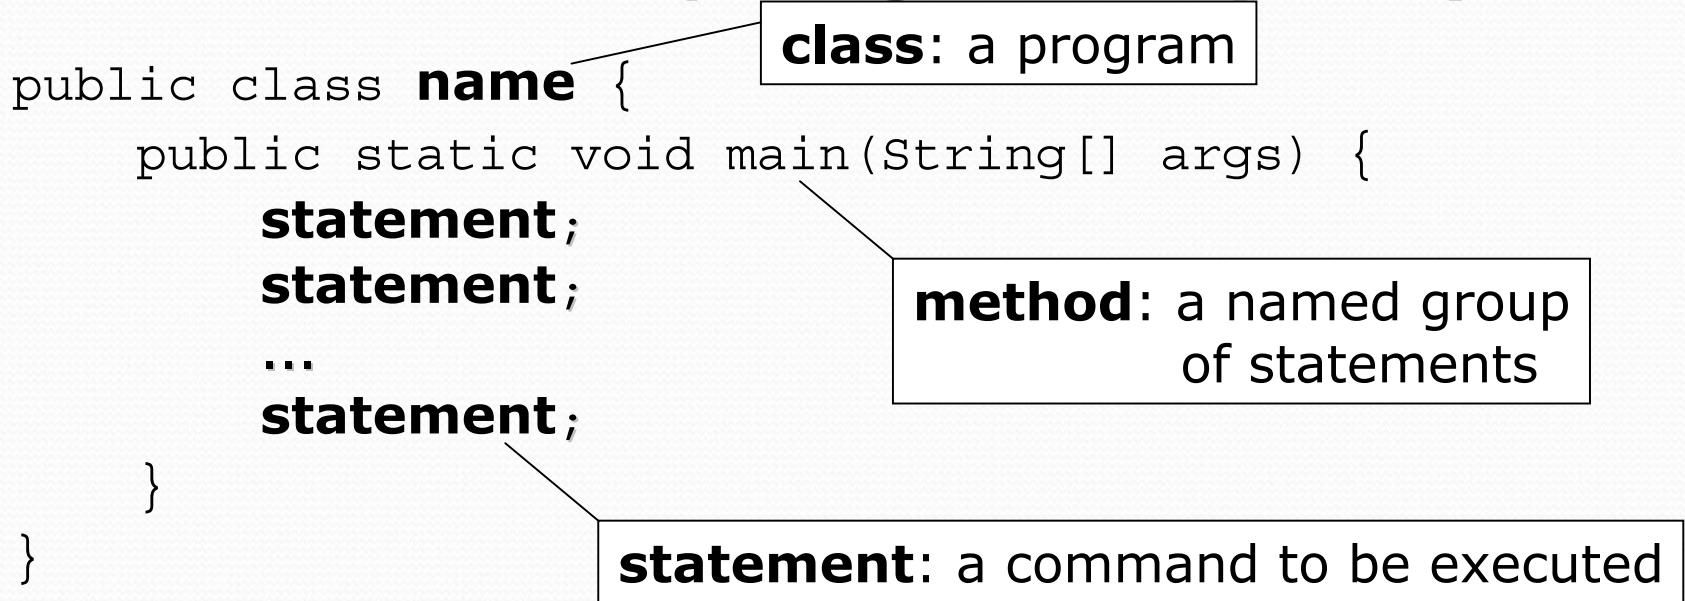 class: a program
public class name {
public static void main(String[] args) {
statement;
statement;
method: a named group
of statements
...
statement;
}
}
statement: a command to be executed